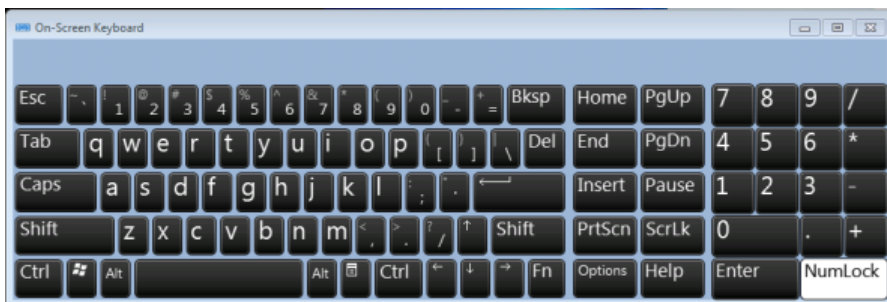 On-Screen Keyboard
Esc ~ ` ! 1 @ 2 # 3 $ 4 % 5 ^ 6 & 7 * 8 ( 9 ) 0 _ - + = Bksp Home PgUp 7 8 9 /
Tab q w e r t y u i o p { [ } ] | \ Del End PgDn 4 5 6 *
Caps a s d f g h j k l : ; " ' Insert Pause 1 2 3 -
Shift z x c v b n m < , > . ? / ↑ Shift PrtScn ScrLk 0 . +
Ctrl Alt Alt Ctrl ← ↓ → Fn Options Help Enter NumLock